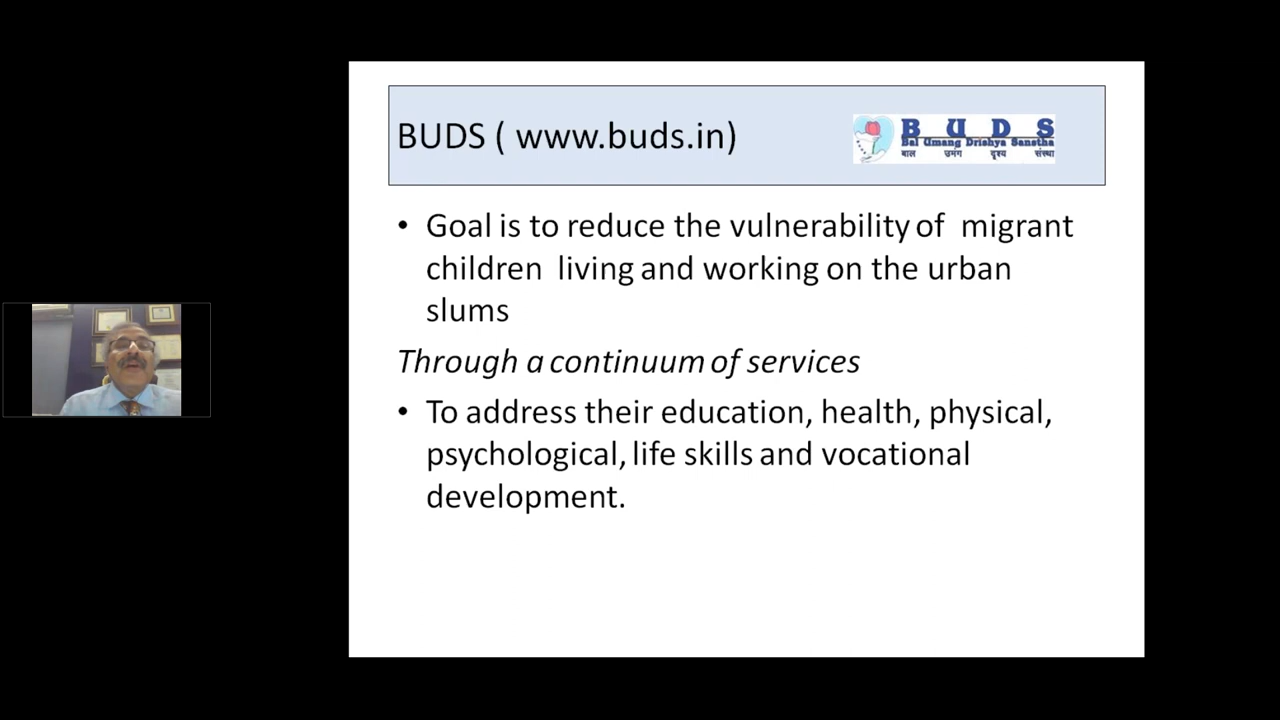 BUDS ( www.buds.in)
B U D S
Bal Umang Drishya Sanstha
बाल उमंग दृश्य संस्था
• Goal is to reduce the vulnerability of migrant
children living and working on the urban
slums
Through a continuum of services
• To address their education, health, physical,
psychological, life skills and vocational
development.